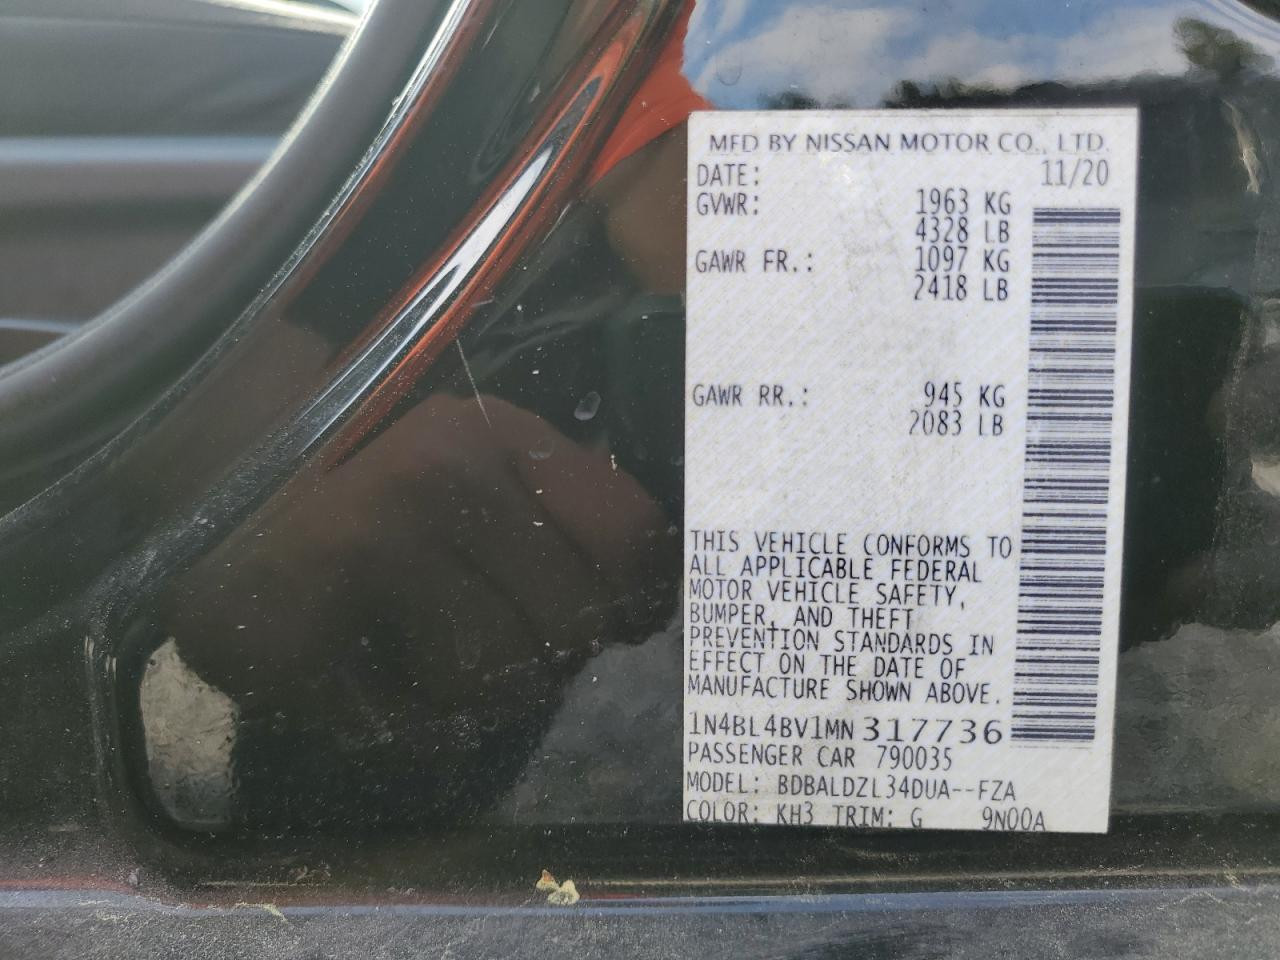 MFD BY NISSAN MOTOR CO., LTD.
DATE: 11/20
GVWR: 1963 KG
4328 LB
GAWR FR.: 1097 KG
2418 LB
GAWR RR.: 945 KG
2083 LB
THIS VEHICLE CONFORMS TO
ALL APPLICABLE FEDERAL
MOTOR VEHICLE SAFETY,
BUMPER, AND THEFT
PREVENTION STANDARDS IN
EFFECT ON THE DATE OF
MANUFACTURE SHOWN ABOVE.
1N4BL4BV1MN317736
PASSENGER CAR 790035
MODEL: BDBALDZL34DUA--FZA
COLOR: KH3 TRIM: G 9N00A